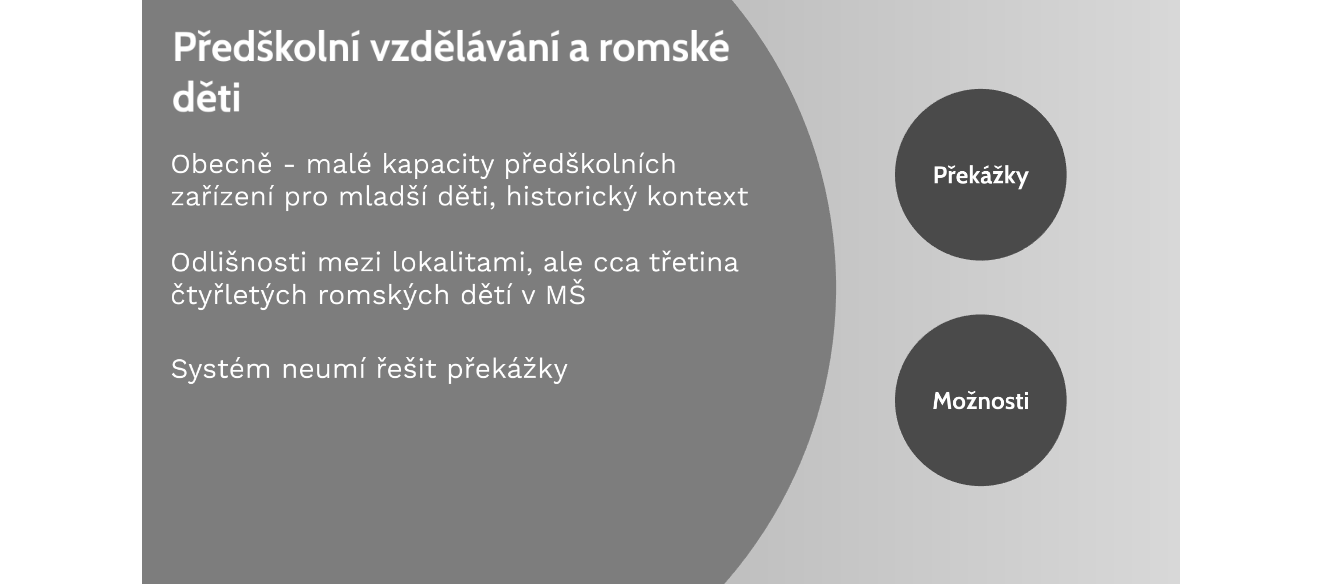 Předškolní vzdělávání a romské
děti
Obecně - malé kapacity předškolních
zařízení pro mladší děti, historický kontext
Odlišnosti mezi lokalitami, ale cca třetina
čtyřletých romských dětí v MŠ
Systém neumí řešit překážky
Překážky
Možnosti